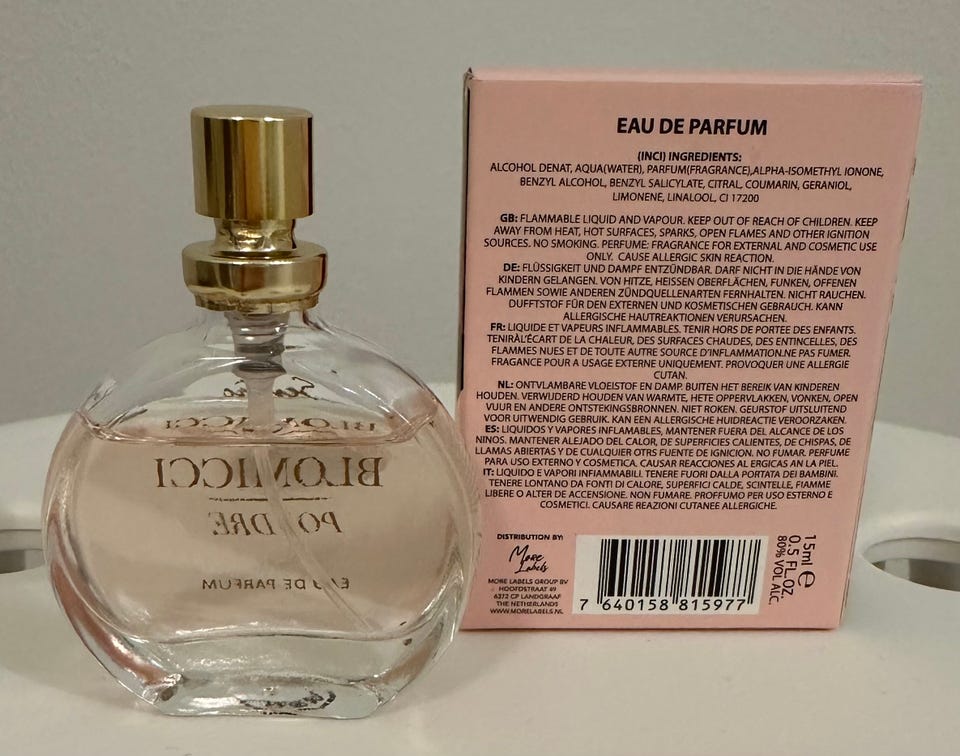 BLOMICCI
POUDRE
EAU DE PARFUM
EAU DE PARFUM
(INCI) INGREDIENTS:
ALCOHOL DENAT, AQUA(WATER), PARFUM(FRAGRANCE),ALPHA-ISOMETHYL IONONE,
BENZYL ALCOHOL, BENZYL SALICYLATE, CITRAL, COUMARIN, GERANIOL,
LIMONENE, LINALOOL, CI 17200
GB: FLAMMABLE LIQUID AND VAPOUR. KEEP OUT OF REACH OF CHILDREN. KEEP
AWAY FROM HEAT, HOT SURFACES, SPARKS, OPEN FLAMES AND OTHER IGNITION
SOURCES. NO SMOKING. PERFUME: FRAGRANCE FOR EXTERNAL AND COSMETIC USE
ONLY. CAUSE ALLERGIC SKIN REACTION.
DE: FLÜSSIGKEIT UND DAMPF ENTZÜNDBAR. DARF NICHT IN DIE HÄNDE VON
KINDERN GELANGEN. VON HITZE, HEISSEN OBERFLÄCHEN, FUNKEN, OFFENEN
FLAMMEN SOWIE ANDEREN ZÜNDQUELLENARTEN FERNHALTEN. NICHT RAUCHEN.
DUFFTSTOF FÜR DEN EXTERNEN UND KOSMETISCHEN GEBRAUCH. KANN
ALLERGISCHE HAUTREAKTIONEN VERURSACHEN.
FR: LIQUIDE ET VAPEURS INFLAMMABLES. TENIR HORS DE PORTEE DES ENFANTS.
TENIRÀL'ÉCART DE LA CHALEUR, DES SURFACES CHAUDES, DES ENTINCELLES, DES
FLAMMES NUES ET DE TOUTE AUTRE SOURCE D'INFLAMMATION.NE PAS FUMER.
FRAGANCE POUR A USAGE EXTERNE UNIQUEMENT. PROVOQUER UNE ALLERGIE
CUTAN.
NL: ONTVLAMBARE VLOEISTOF EN DAMP. BUITEN HET BEREIK VAN KINDEREN
HOUDEN. VERWIJDERD HOUDEN VAN WARMTE, HETE OPPERVLAKKEN, VONKEN, OPEN
VUUR EN ANDERE ONTSTEKINGSBRONNEN. NIET ROKEN. GEURSTOF UITSLUITEND
VOOR UITWENDIG GEBRUIK. KAN EEN ALLERGISCHE HUIDREACTIE VEROORZAKEN.
ES: LIQUIDOS Y VAPORES INFLAMABLES, MANTENER FUERA DEL ALCANCE DE LOS
NINOS. MANTENER ALEJADO DEL CALOR, DE SUPERFICIES CALIENTES, DE CHISPAS, DE
LLAMAS ABIERTAS Y DE CUALQUIER OTRS FUENTE DE IGNICION. NO FUMAR. PERFUME
PARA USO EXTERNO Y COSMETICA. CAUSAR REACCIONES AL ERGICAS AN LA PIEL.
IT: LIQUIDO E VAPORI INFIAMMABILI. TENERE FUORI DALLA PORTATA DEI BAMBINI.
TENERE LONTANO DA FONTI DI CALORE, SUPERFICI CALDE, SCINTELLE, FIAMME
LIBERE O ALTER DE ACCENSIONE. NON FUMARE. PROFFUMO PER USO ESTERNO E
COSMETICI. CAUSARE REAZIONI CUTANEE ALLERGICHE.
DISTRIBUTION BY:
More
Labels
MORE LABELS GROUP BV
HOOFDSTRAAT 69
6372 CP LANDGRAAF
THE NETHERLANDS
WWW.MORELABELS.NL
7 640158 815977
15ml e
0.5 FL.OZ
80% VOL ALC.